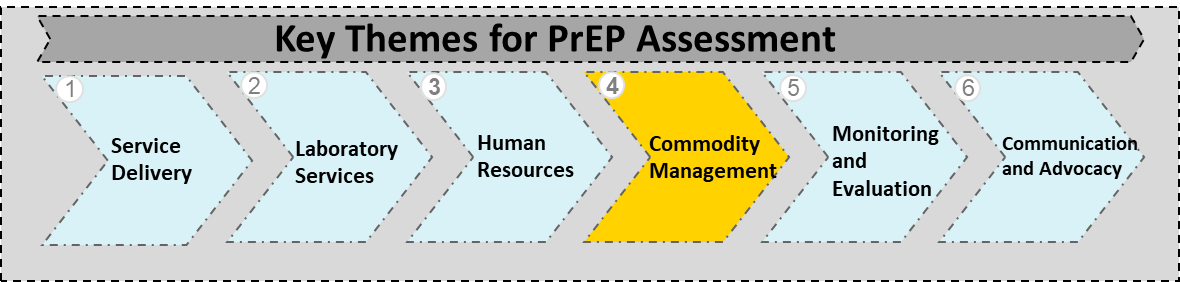 Key Themes for PrEP Assessment
1
Service
Delivery
2
Laboratory
Services
3
Human
Resources
4
Commodity
Management
5
Monitoring
and
Evaluation
6
Communication
and Advocacy